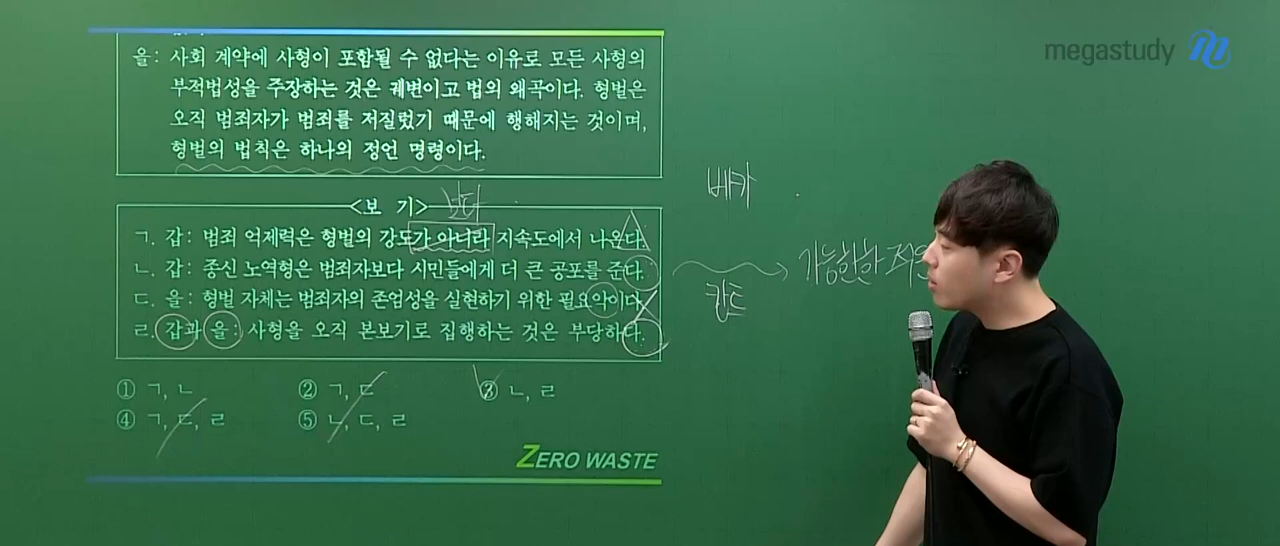 megastudy
을: 사회 계약에 사형이 포함될 수 없다는 이유로 모든 사형의
부적법성을 주장하는 것은 궤변이고 법의 왜곡이다. 형벌은
오직 범죄자가 범죄를 저질렀기 때문에 행해지는 것이며,
형벌의 법칙은 하나의 정언 명령이다.
<보 기>
보다
ㄱ. 갑: 범죄 억제력은 형벌의 강도가 아니라 지속도에서 나온다.
ㄴ. 갑: 종신 노역형은 범죄자보다 시민들에게 더 큰 공포를 준다.
ㄷ. 을: 형벌 자체는 범죄자의 존엄성을 실현하기 위한 필요악이다.
ㄹ. 갑과 을: 사형을 오직 본보기로 집행하는 것은 부당하다.
① ㄱ, ㄴ ② ㄱ, ㄷ ③ ㄴ, ㄹ
④ ㄱ, ㄷ, ㄹ ⑤ ㄴ, ㄷ, ㄹ
ZERO WASTE
베카
칸트